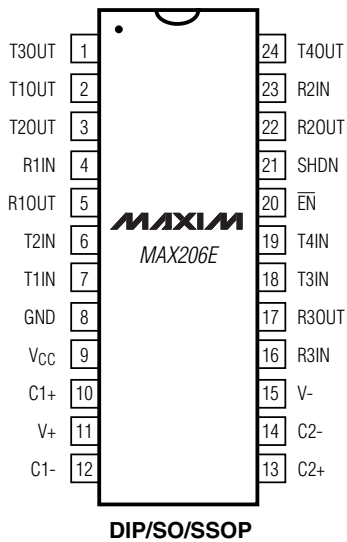 T3OUT 1 24 T4OUT
T1OUT 2 23 R2IN
T2OUT 3 22 R2OUT
R1IN 4 21 SHDN
R1OUT 5 20 E̅N̅
MAXIM
T2IN 6 19 T4IN
MAX206E
T1IN 7 18 T3IN
GND 8 17 R3OUT
VCC 9 16 R3IN
C1+ 10 15 V-
V+ 11 14 C2-
C1- 12 13 C2+
DIP/SO/SSOP